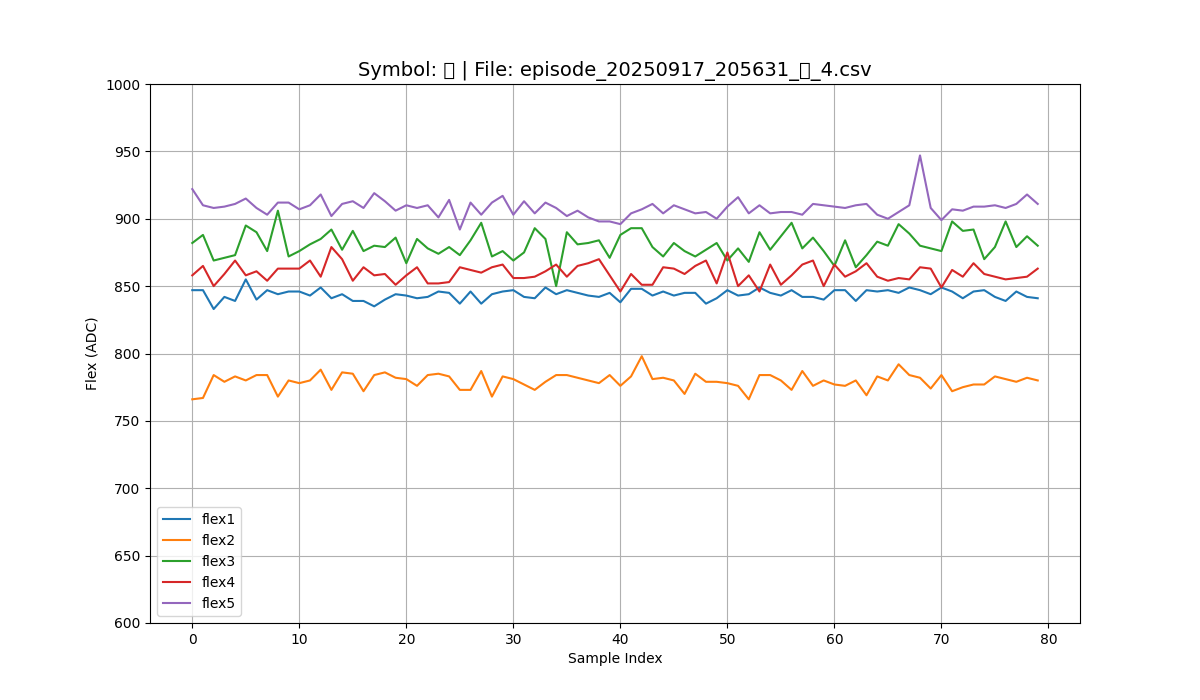 Symbol: | File: episode_20250917_205631_ _4.csv
1000
950
900
850
800
750
700
650
600
Flex (ADC)
flex1
flex2
flex3
flex4
flex5
0 10 20 30 40 50 60 70 80
Sample Index